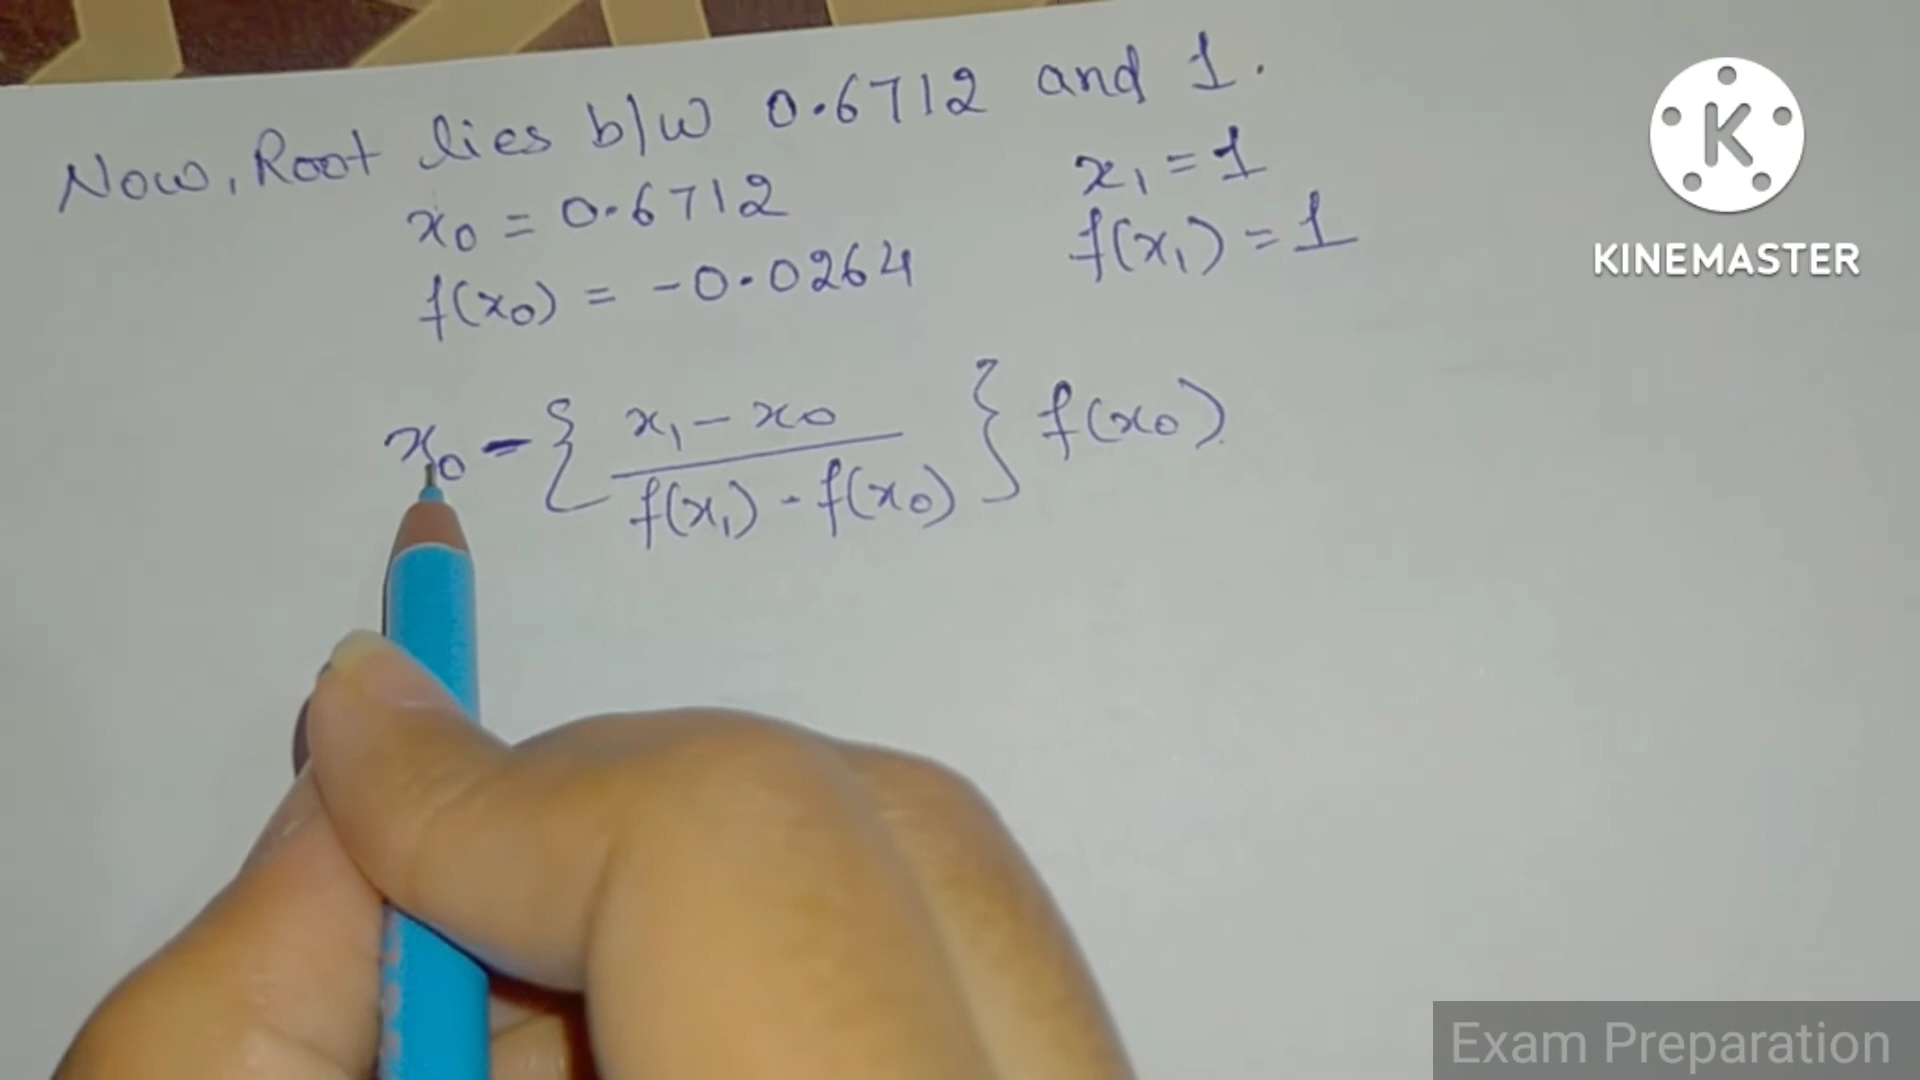 Now, Root lies b/w 0.6712 and 1.
x₀ = 0.6712 x₁ = 1
f(x₀) = -0.0264 f(x₁) = 1
x₀ - { x₁ - x₀ / f(x₁) - f(x₀) } f(x₀)
K
KINEMASTER
Exam Preparation